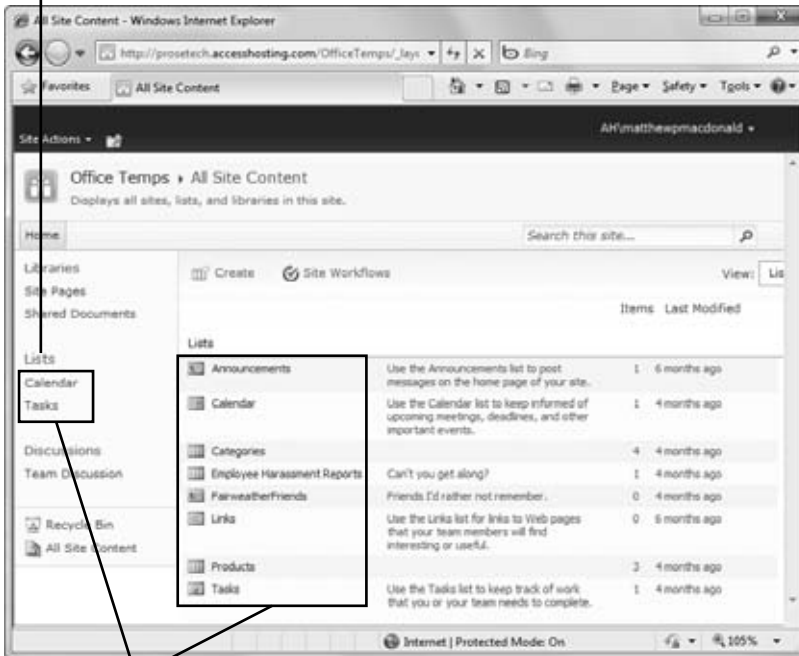 All Site Content - Windows Internet Explorer
http://prosetech.accesshosting.com/OfficeTemps/_lays
Bing
Favorites All Site Content Page Safety Tools
AH\matthewpmacdonald
Site Actions
Office Temps All Site Content
Displays all sites, lists, and libraries in this site.
Home Search this site...
Libraries
Site Pages
Shared Documents
Lists
Calendar
Tasks
Discussions
Team Discussion
Recycle Bin
All Site Content
Create Site Workflows View: Lis
Items Last Modified
Lists
Announcements Use the Announcements list to post 1 6 months ago
messages on the home page of your site.
Calendar Use the Calendar list to keep informed of 1 4 months ago
upcoming meetings, deadlines, and other
important events.
Categories 4 4 months ago
Employee Harassment Reports Can't you get along? 1 4 months ago
FairweatherFriends Friends I'd rather not remember. 0 4 months ago
Links Use the Links list for links to Web pages 0 6 months ago
that your team members will find
interesting or useful.
Products 3 4 months ago
Tasks Use the Tasks list to keep track of work 1 4 months ago
that you or your team needs to complete.
Internet | Protected Mode: On 105%